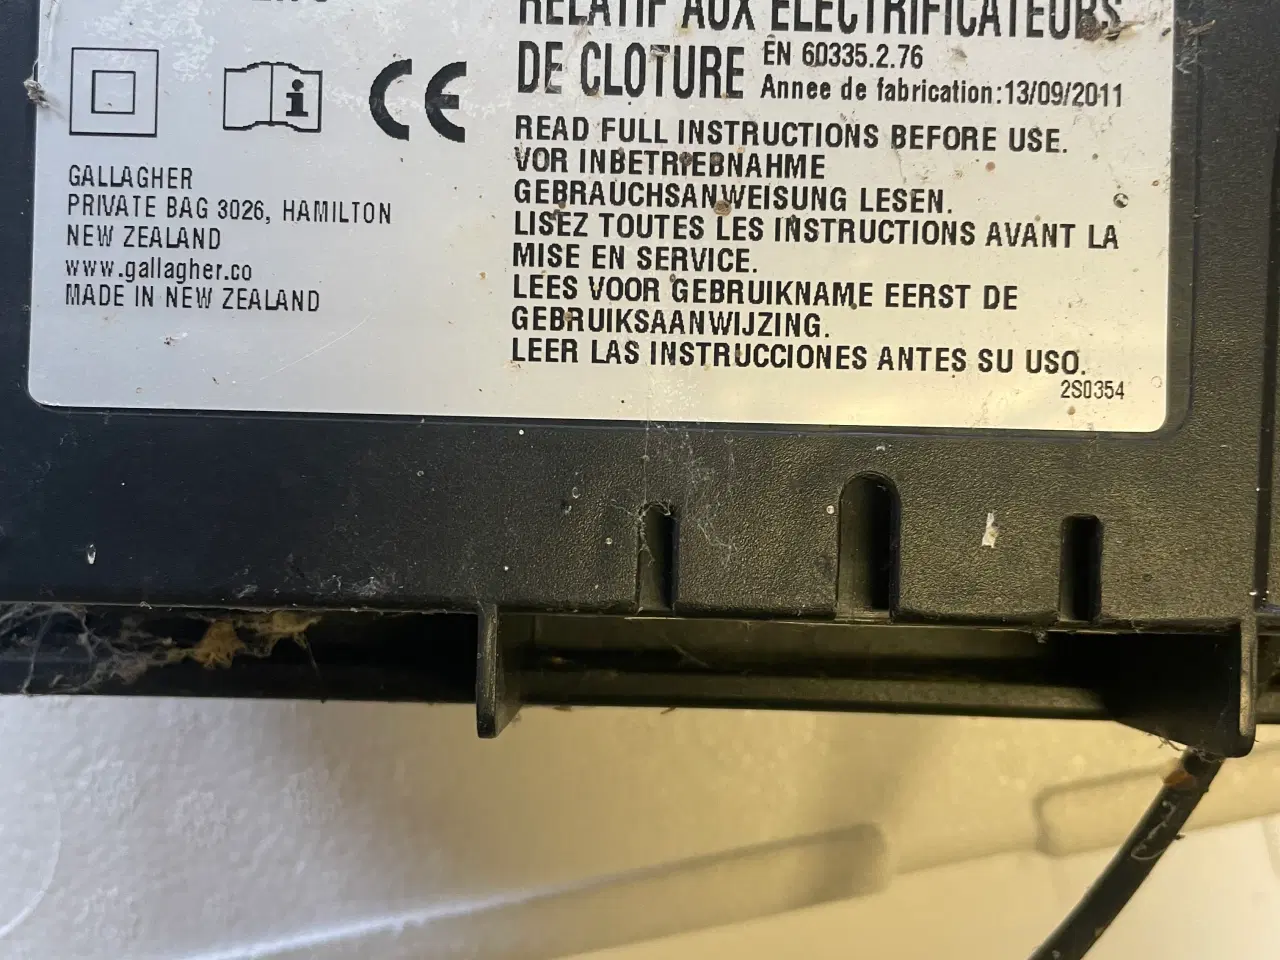 RELATIF AUX ELECTRIFICATEURS
DE CLOTURE EN 60335.2.76
Annee de fabrication:13/09/2011
READ FULL INSTRUCTIONS BEFORE USE.
VOR INBETRIEBNAHME
GEBRAUCHSANWEISUNG LESEN.
LISEZ TOUTES LES INSTRUCTIONS AVANT LA
MISE EN SERVICE.
LEES VOOR GEBRUIKNAME EERST DE
GEBRUIKSAANWIJZING.
LEER LAS INSTRUCCIONES ANTES SU USO.
2S0354
i
CE
GALLAGHER
PRIVATE BAG 3026, HAMILTON
NEW ZEALAND
www.gallagher.co
MADE IN NEW ZEALAND